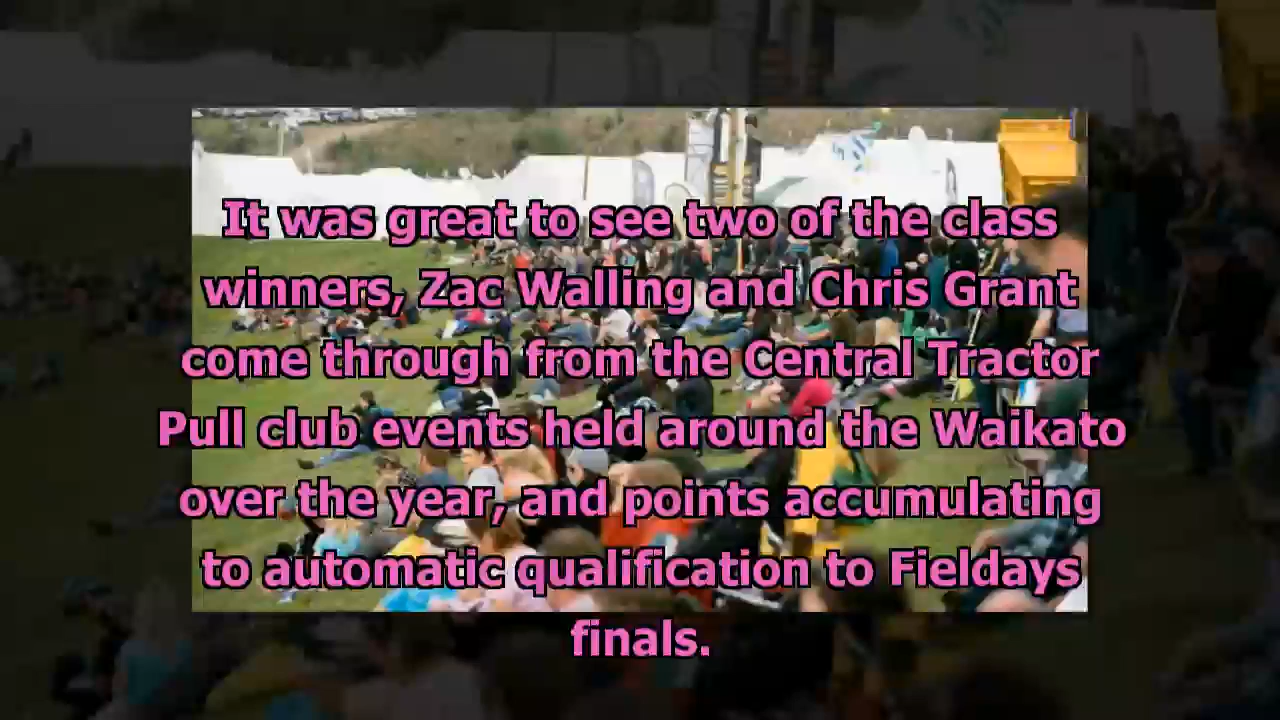 It was great to see two of the class
winners, Zac Walling and Chris Grant
come through from the Central Tractor
Pull club events held around the Waikato
over the year, and points accumulating
to automatic qualification to Fieldays
finals.